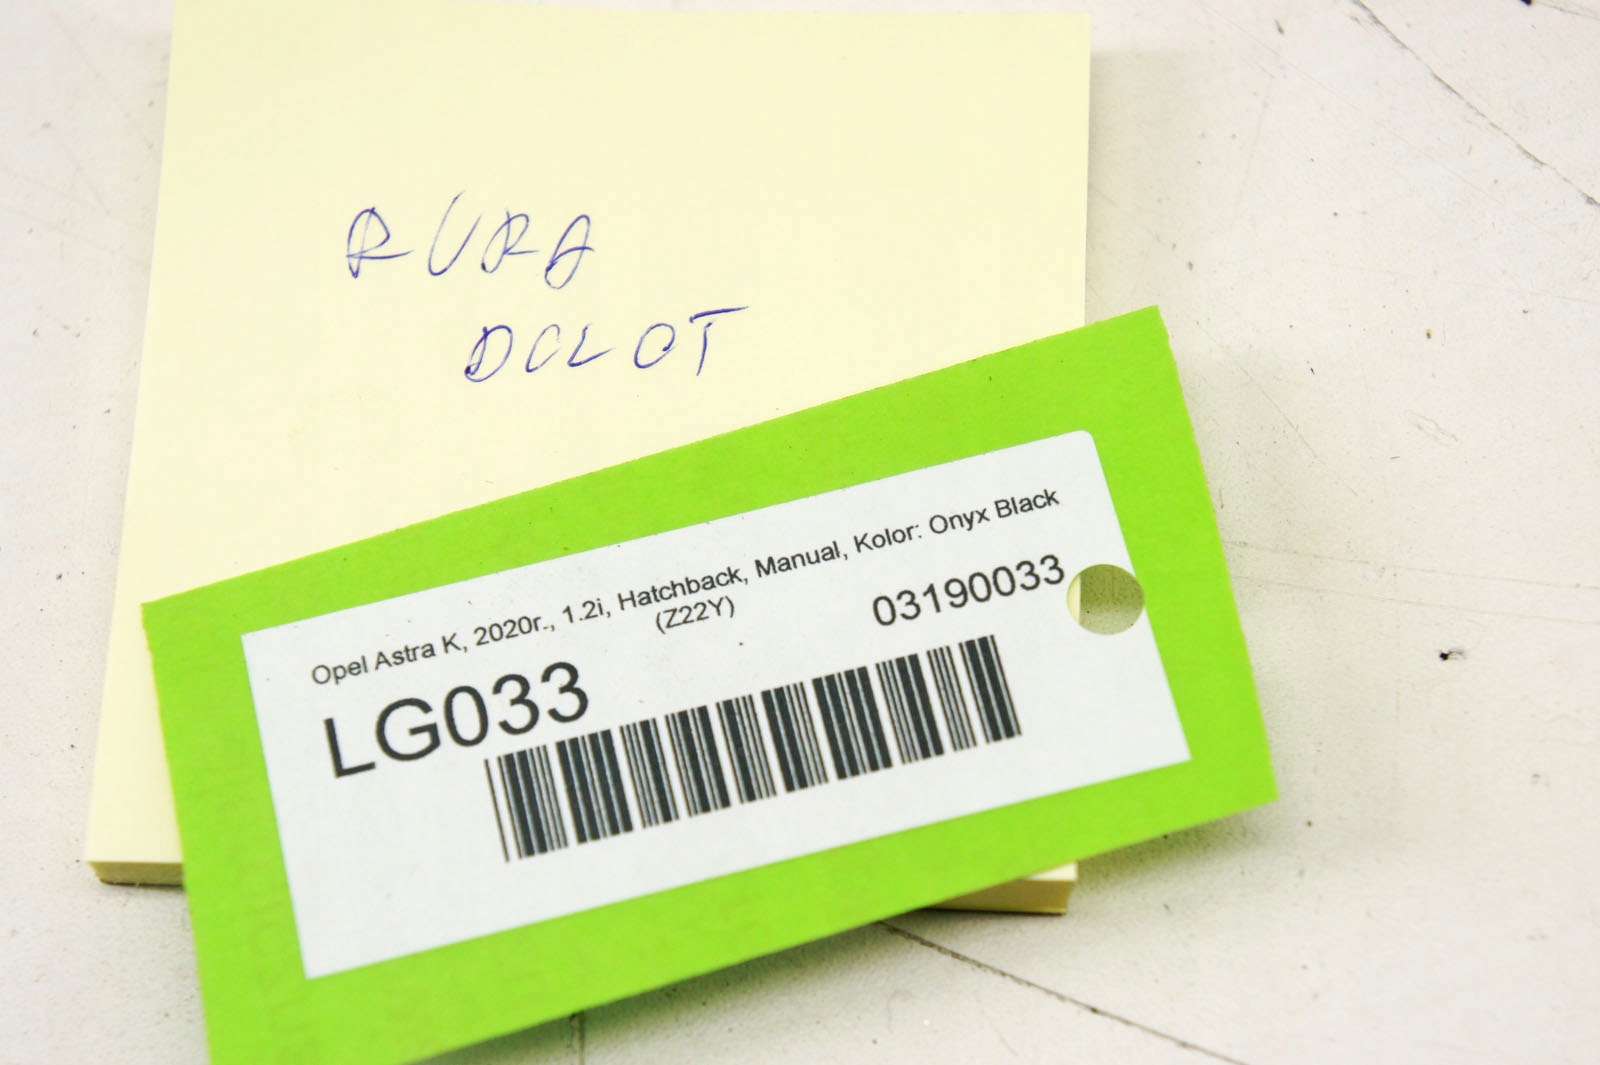 RURA
DOLOT
Opel Astra K, 2020r., 1.2i, Hatchback, Manual, Kolor: Onyx Black
(Z22Y)
03190033
LG033